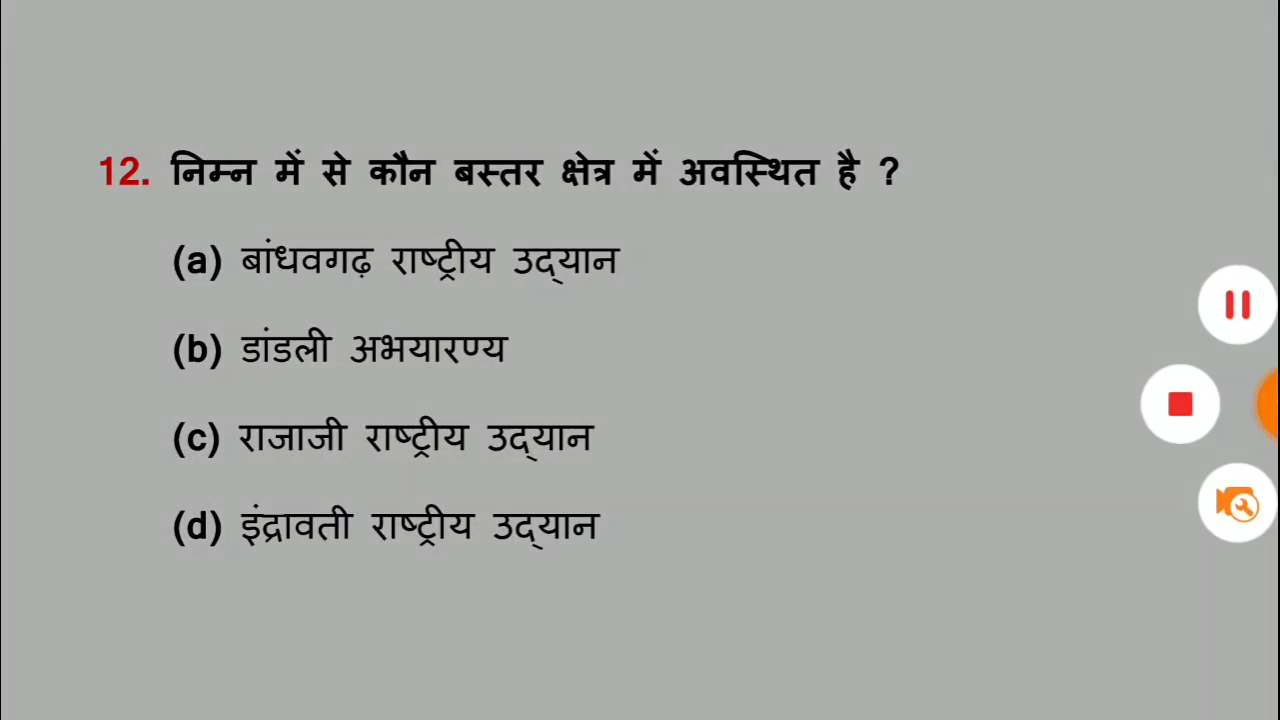 12. निम्न में से कौन बस्तर क्षेत्र में अवस्थित है ?
(a) बांधवगढ़ राष्ट्रीय उद्‌यान
(b) डांडली अभयारण्य
(c) राजाजी राष्ट्रीय उद्‌यान
(d) इंद्रावती राष्ट्रीय उद्‌यान